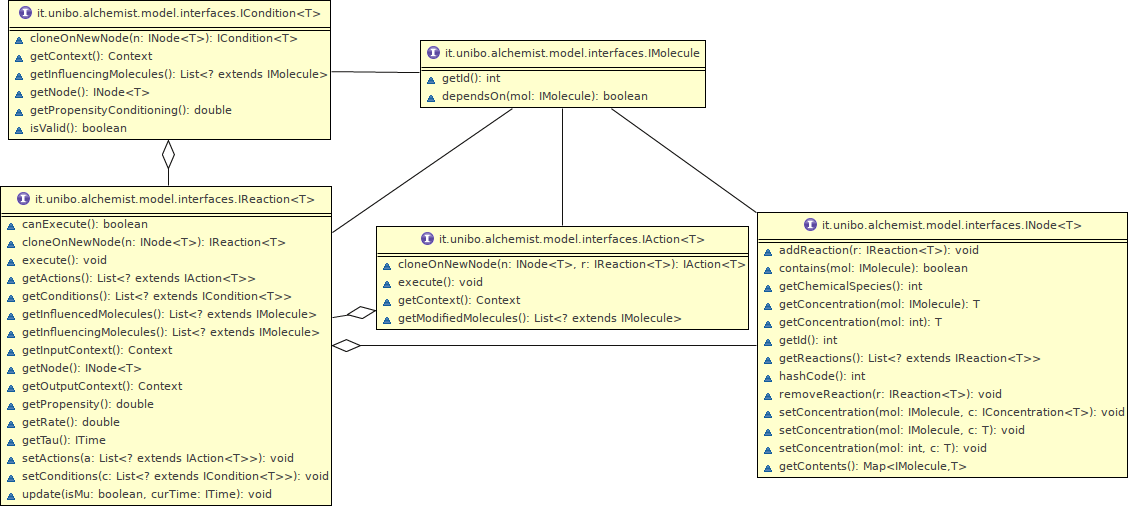 it.unibo.alchemist.model.interfaces.ICondition<T>
cloneOnNewNode(n: INode<T>): ICondition<T>
getContext(): Context
getInfluencingMolecules(): List<? extends IMolecule>
getNode(): INode<T>
getPropensityConditioning(): double
isValid(): boolean
it.unibo.alchemist.model.interfaces.IMolecule
getId(): int
dependsOn(mol: IMolecule): boolean
it.unibo.alchemist.model.interfaces.IReaction<T>
canExecute(): boolean
cloneOnNewNode(n: INode<T>): IReaction<T>
execute(): void
getActions(): List<? extends IAction<T>>
getConditions(): List<? extends ICondition<T>>
getInfluencedMolecules(): List<? extends IMolecule>
getInfluencingMolecules(): List<? extends IMolecule>
getInputContext(): Context
getNode(): INode<T>
getOutputContext(): Context
getPropensity(): double
getRate(): double
getTau(): ITime
setActions(a: List<? extends IAction<T>>): void
setConditions(c: List<? extends ICondition<T>>): void
update(isMu: boolean, curTime: ITime): void
it.unibo.alchemist.model.interfaces.IAction<T>
cloneOnNewNode(n: INode<T>, r: IReaction<T>): IAction<T>
execute(): void
getContext(): Context
getModifiedMolecules(): List<? extends IMolecule>
it.unibo.alchemist.model.interfaces.INode<T>
addReaction(r: IReaction<T>): void
contains(mol: IMolecule): boolean
getChemicalSpecies(): int
getConcentration(mol: IMolecule): T
getConcentration(mol: int): T
getId(): int
getReactions(): List<? extends IReaction<T>>
hashCode(): int
removeReaction(r: IReaction<T>): void
setConcentration(mol: IMolecule, c: IConcentration<T>): void
setConcentration(mol: IMolecule, c: T): void
setConcentration(mol: int, c: T): void
getContents(): Map<IMolecule,T>